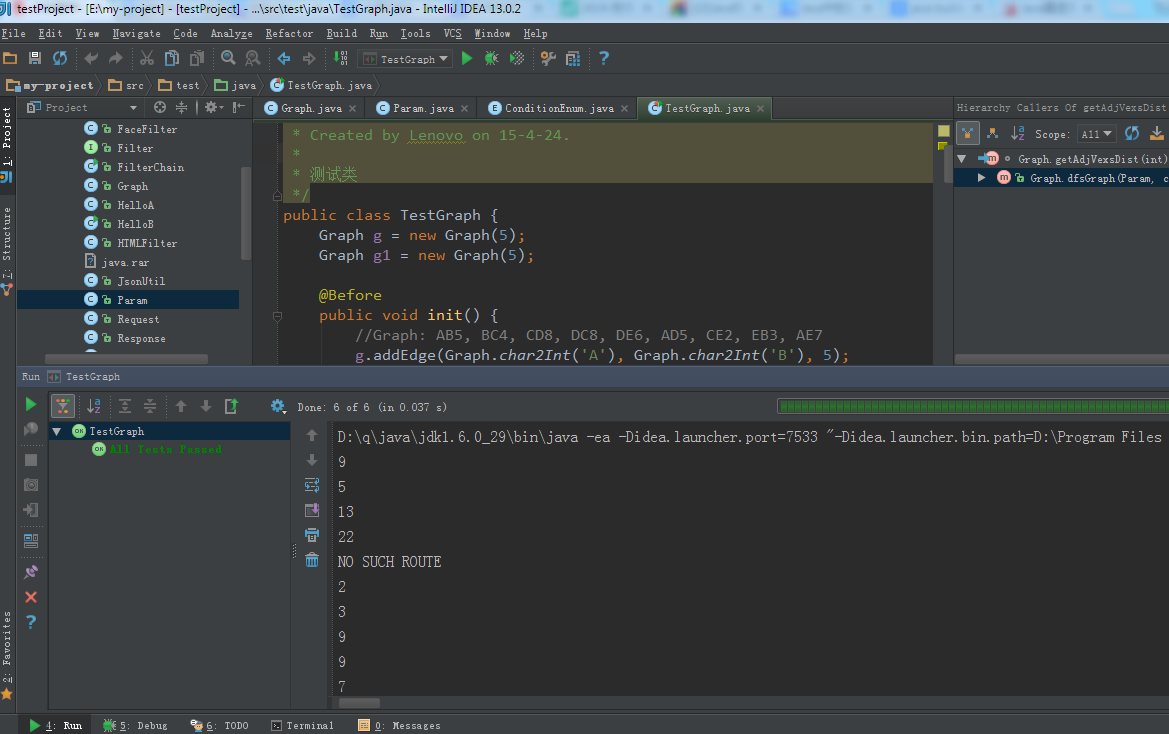 testProject - [E:\my-project] - [testProject] - ...\src\test\java\TestGraph.java - IntelliJ IDEA 13.0.2
File Edit View Navigate Code Analyze Refactor Build Run Tools VCS Window Help
TestGraph
my-project src test java TestGraph.java
Project
Graph.java Param.java ConditionEnum.java TestGraph.java
Hierarchy Callers Of getAdjVexsDist
1: Project
7: Structure
2: Favorites
FaceFilter
Filter
FilterChain
Graph
HelloA
HelloB
HTMLFilter
java.rar
JsonUtil
Param
Request
Response
* Created by Lenovo on 15-4-24.
*
* 测试类
*/
public class TestGraph {
Graph g = new Graph(5);
Graph g1 = new Graph(5);
@Before
public void init() {
//Graph: AB5, BC4, CD8, DC8, DE6, AD5, CE2, EB3, AE7
g.addEdge(Graph.char2Int('A'), Graph.char2Int('B'), 5);
Scope: All
Graph.getAdjVexsDist(int)
Graph.dfsGraph(Param, c
Run TestGraph
Done: 6 of 6 (in 0.037 s)
TestGraph
All Tests Passed
D:\q\java\jdk1.6.0_29\bin\java -ea -Didea.launcher.port=7533 "-Didea.launcher.bin.path=D:\Program Files
9
5
13
22
NO SUCH ROUTE
2
3
9
9
7
4: Run 5: Debug 6: TODO Terminal 0: Messages